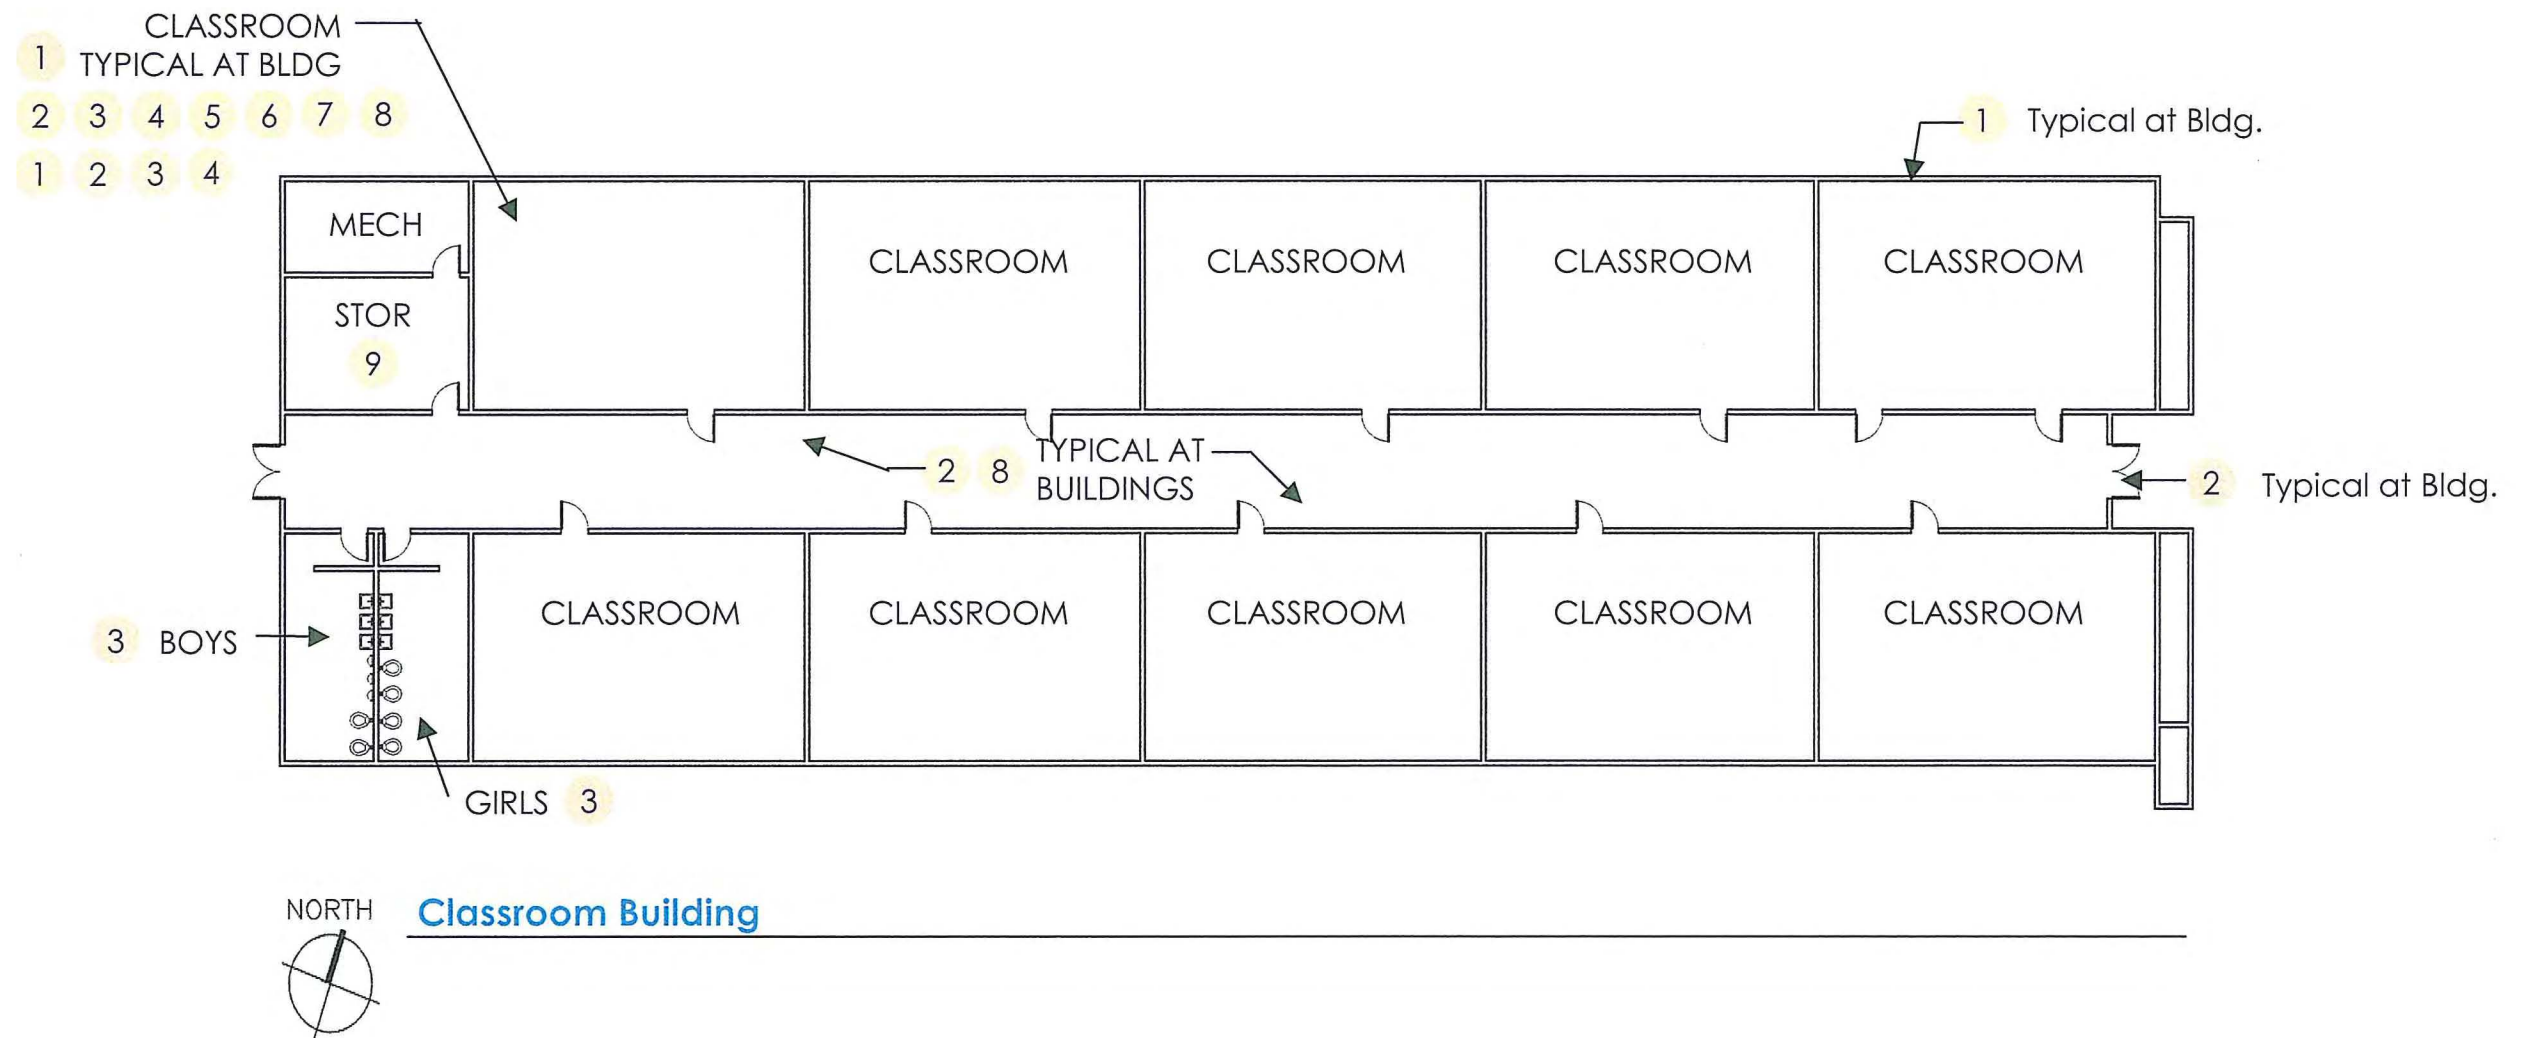 CLASSROOM
1 TYPICAL AT BLDG
2 3 4 5 6 7 8
1 2 3 4
1 Typical at Bldg.
MECH
STOR
9
CLASSROOM
CLASSROOM
CLASSROOM
CLASSROOM
2 8 TYPICAL AT
BUILDINGS
2 Typical at Bldg.
3 BOYS
CLASSROOM
CLASSROOM
CLASSROOM
CLASSROOM
CLASSROOM
GIRLS 3
NORTH
Classroom Building